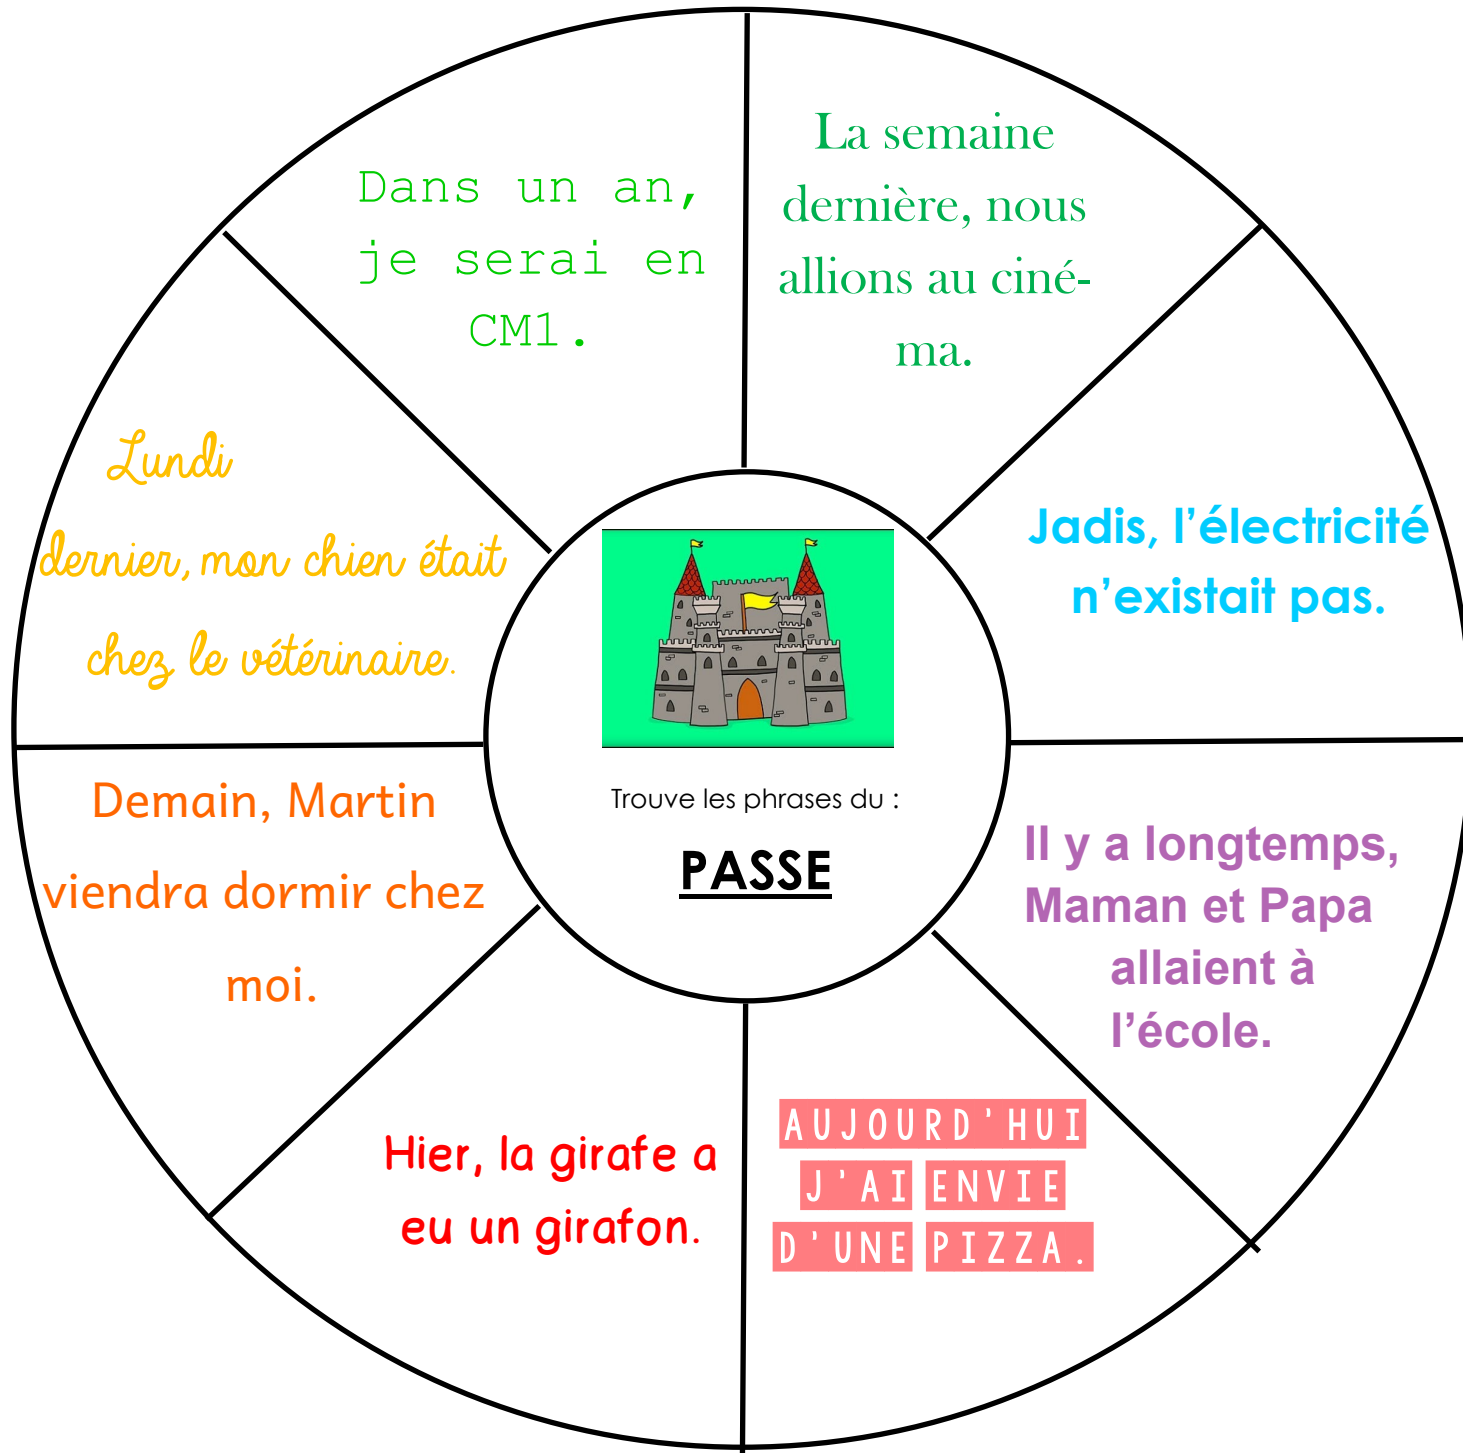 Dans un an,
je serai en
CM1.
La semaine
dernière, nous
allions au ciné-
ma.
Jadis, l’électricité
n’existait pas.
Il y a longtemps,
Maman et Papa
allaient à
l’école.
AUJOURD'HUI
J'AI ENVIE
D'UNE PIZZA.
Hier, la girafe a
eu un girafon.
Demain, Martin
viendra dormir chez
moi.
Lundi
dernier, mon chien était
chez le vétérinaire.
Trouve les phrases du :
PASSE